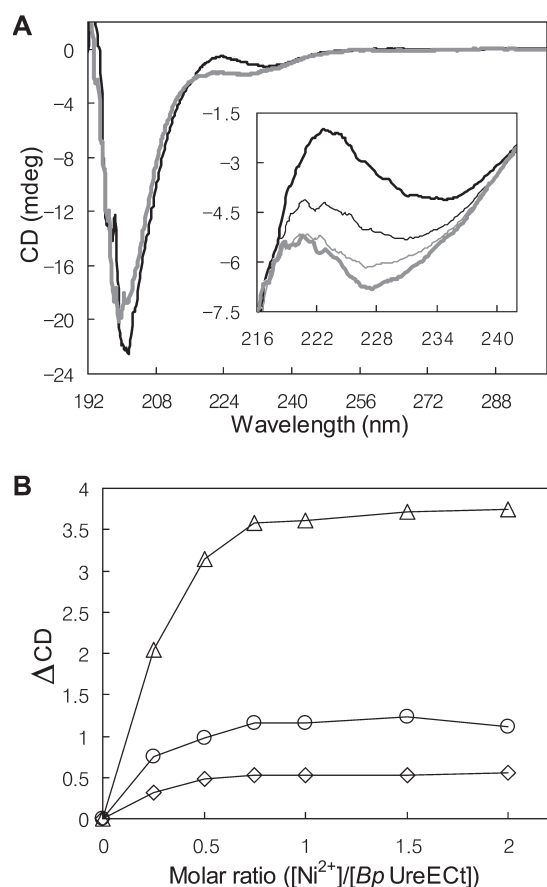 A
0
−4
−8
−12
−16
−20
−24
CD (mdeg)
−1.5
−3
−4.5
−6
−7.5
216 222 228 234 240
192 208 224 240 256 272 288
Wavelength (nm)
B
4
3.5
3
2.5
2
1.5
1
0.5
0
ΔCD
0 0.5 1 1.5 2
Molar ratio ([Ni²⁺]/[Bp UreECt])